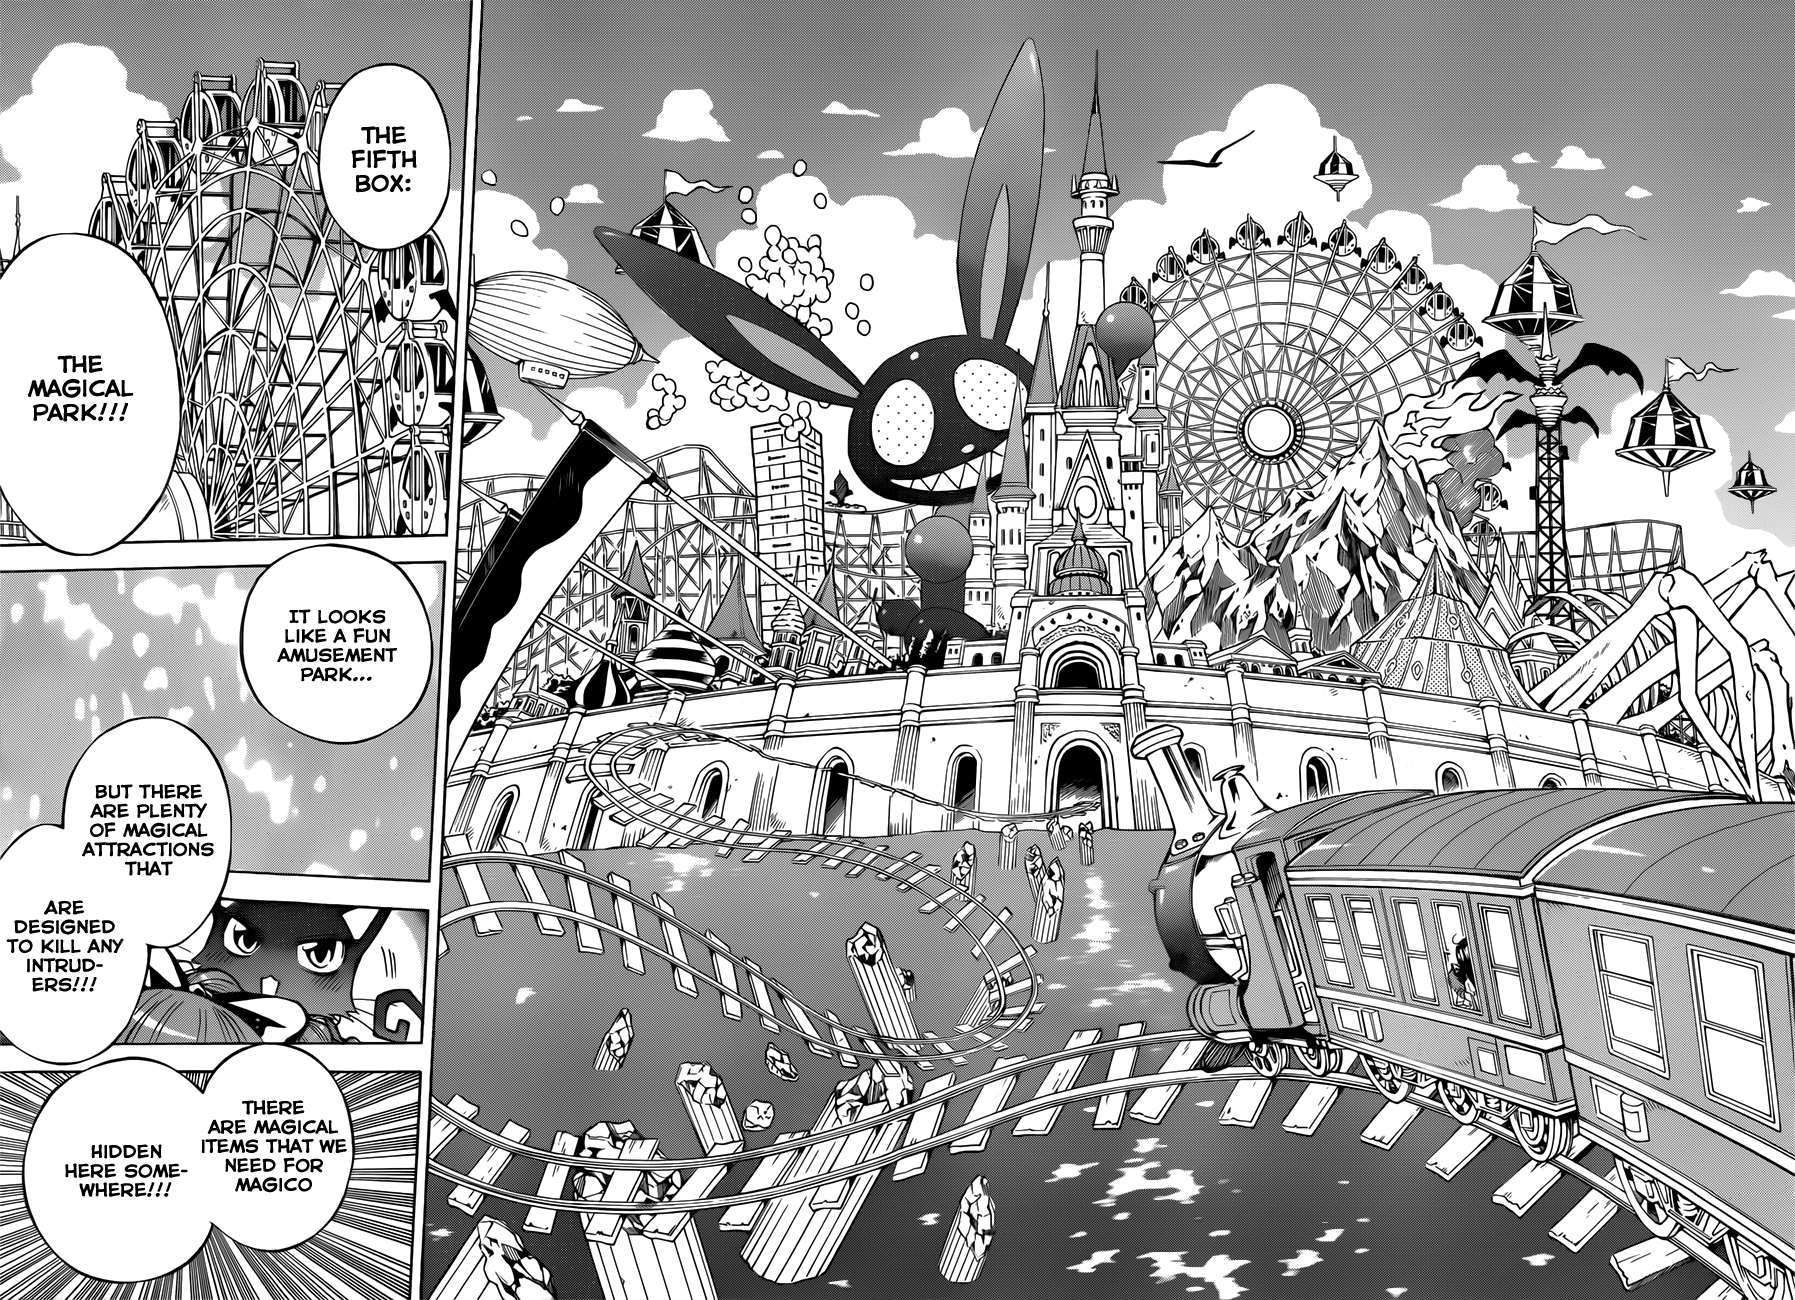 THE
FIFTH
BOX:
THE
MAGICAL
PARK!!!
IT LOOKS
LIKE A FUN
AMUSEMENT
PARK...
BUT THERE
ARE PLENTY
OF MAGICAL
ATTRACTIONS
THAT
ARE
DESIGNED
TO KILL ANY
INTRUD-
ERS!!!
THERE
ARE MAGICAL
ITEMS THAT WE
NEED FOR
MAGICO
HIDDEN
HERE SOME-
WHERE!!!